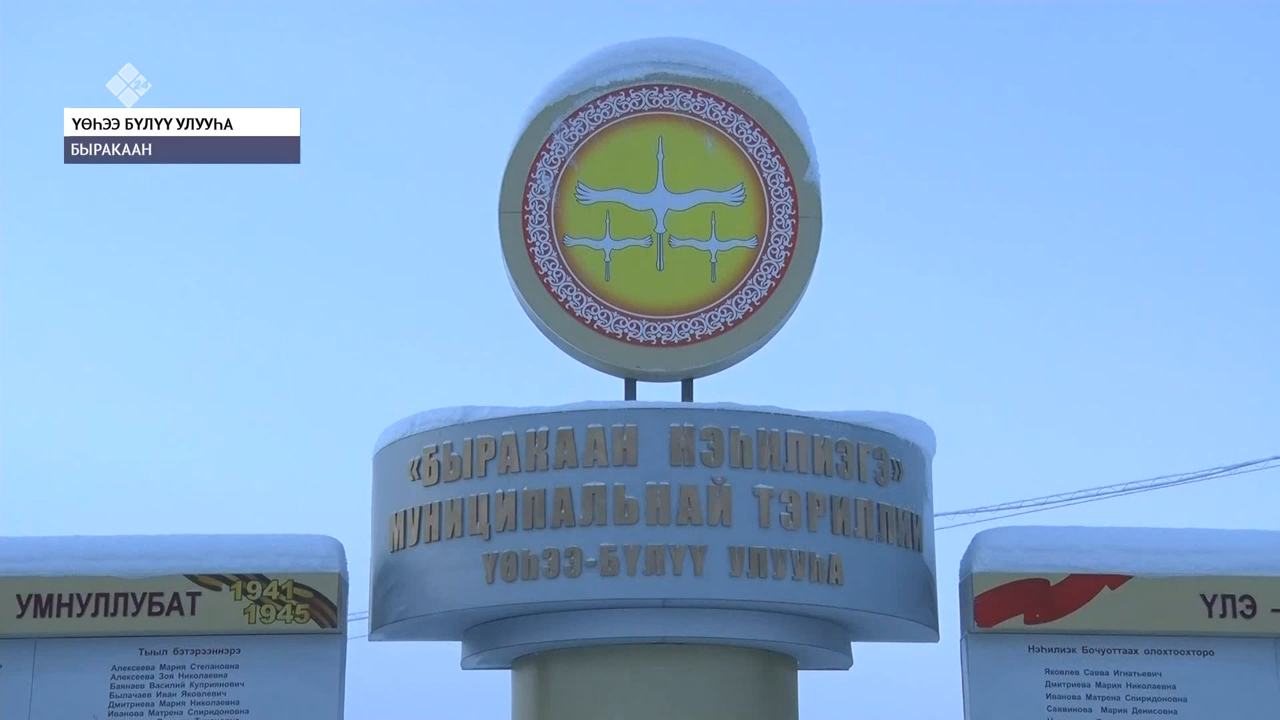 24
ҮӨҺЭЭ БҮЛҮҮ УЛУУҺА
БЫРАКААН
«БЫРАКААН НЭҺИЛИЭГЭ»
МУНИЦИПАЛЬНАЙ ТЭРИЛЛИИ
ҮӨҺЭЭ-БҮЛҮҮ УЛУУҺА
УМНУЛЛУБАТ
1941
1945
Тыыл бэтэрээннэрэ
Алексеева Мария Степановна
Алексеева Зоя Николаевна
Баянаев Василий Куприянович
Былачаев Иван Яковлевич
Дмитриева Мария Николаевна
Иванова Матрена Спиридоновна
ҮЛЭ -
Нэһилиэк Бочуоттаах олохтоохторо
Яковлев Савва Игнатьевич
Дмитриева Мария Николаевна
Иванова Матрена Спиридоновна
Саввинова Мария Денисовна